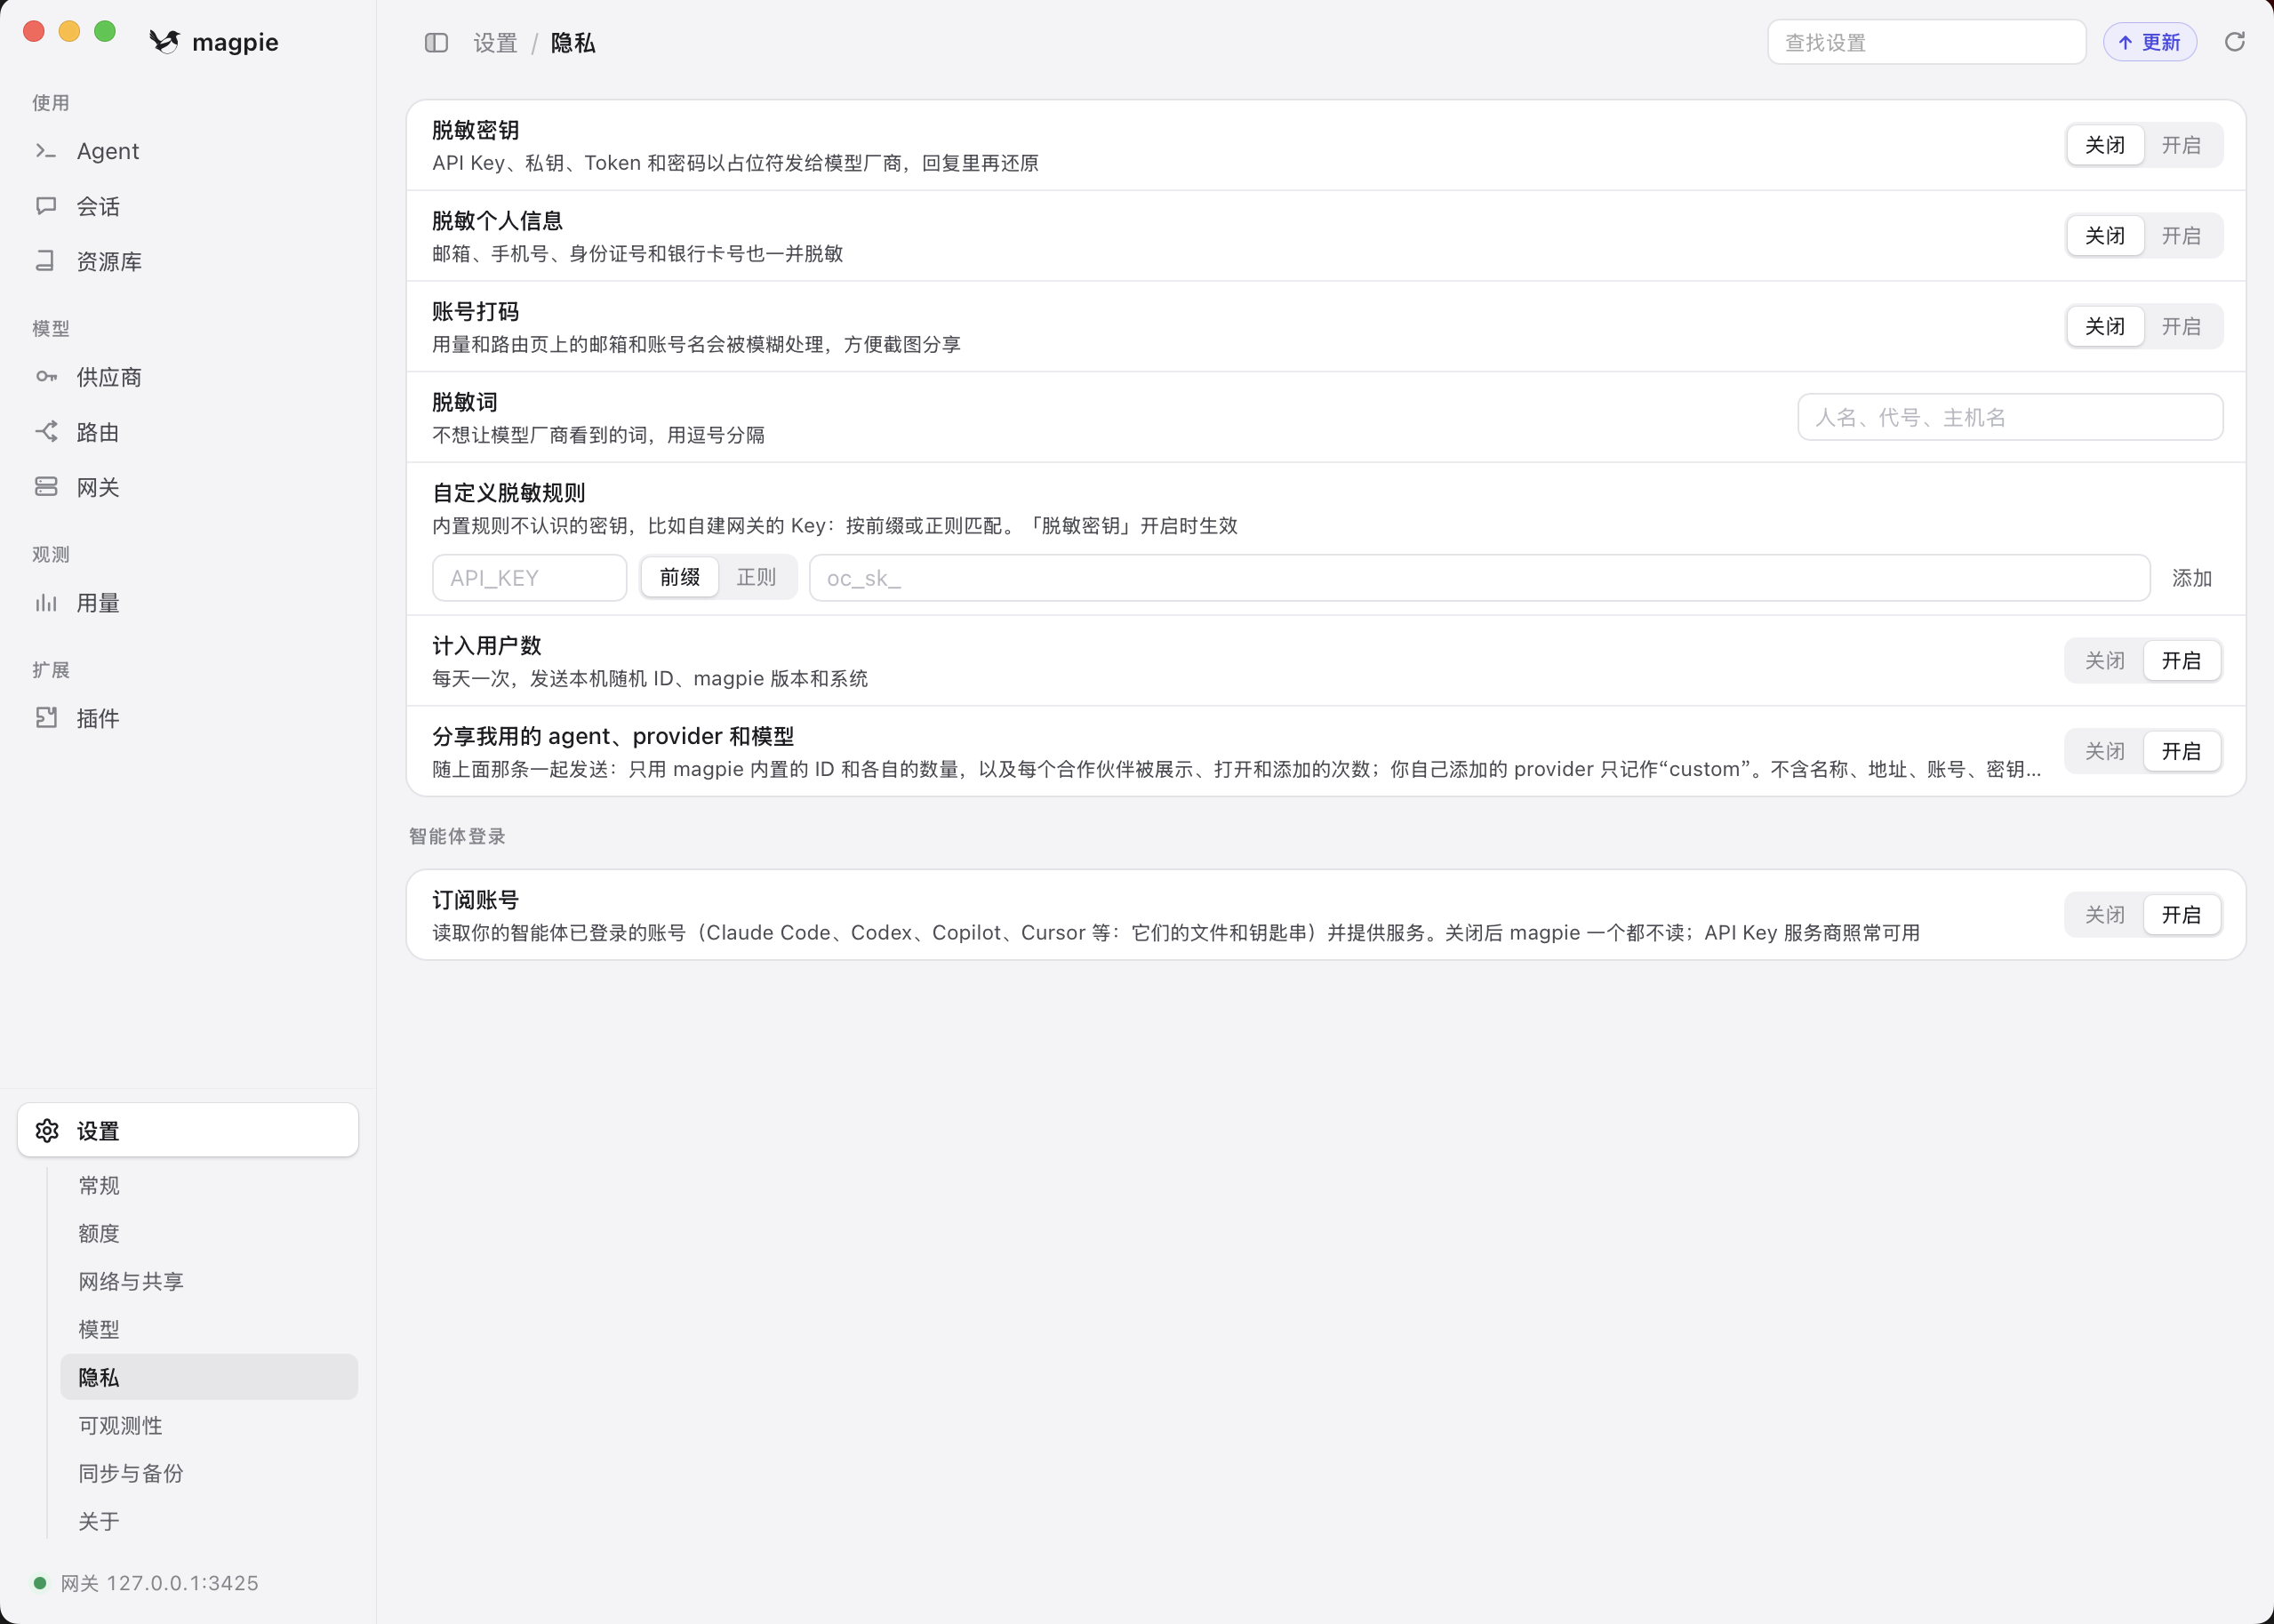 magpie
使用
Agent
会话
资源库
模型
供应商
路由
网关
观测
用量
扩展
插件
设置
常规
额度
网络与共享
模型
隐私
可观测性
同步与备份
关于
网关 127.0.0.1:3425
设置 / 隐私
查找设置
更新
脱敏密钥
API Key、私钥、Token 和密码以占位符发给模型厂商，回复里再还原
关闭 开启
脱敏个人信息
邮箱、手机号、身份证号和银行卡号也一并脱敏
关闭 开启
账号打码
用量和路由页上的邮箱和账号名会被模糊处理，方便截图分享
关闭 开启
脱敏词
不想让模型厂商看到的词，用逗号分隔
人名、代号、主机名
自定义脱敏规则
内置规则不认识的密钥，比如自建网关的 Key：按前缀或正则匹配。「脱敏密钥」开启时生效
API_KEY 前缀 正则 oc_sk_ 添加
计入用户数
每天一次，发送本机随机 ID、magpie 版本和系统
关闭 开启
分享我用的 agent、provider 和模型
随上面那条一起发送：只用 magpie 内置的 ID 和各自的数量，以及每个合作伙伴被展示、打开和添加的次数；你自己添加的 provider 只记作“custom”。不含名称、地址、账号、密钥...
关闭 开启
智能体登录
订阅账号
读取你的智能体已登录的账号（Claude Code、Codex、Copilot、Cursor 等：它们的文件和钥匙串）并提供服务。关闭后 magpie 一个都不读；API Key 服务商照常可用
关闭 开启